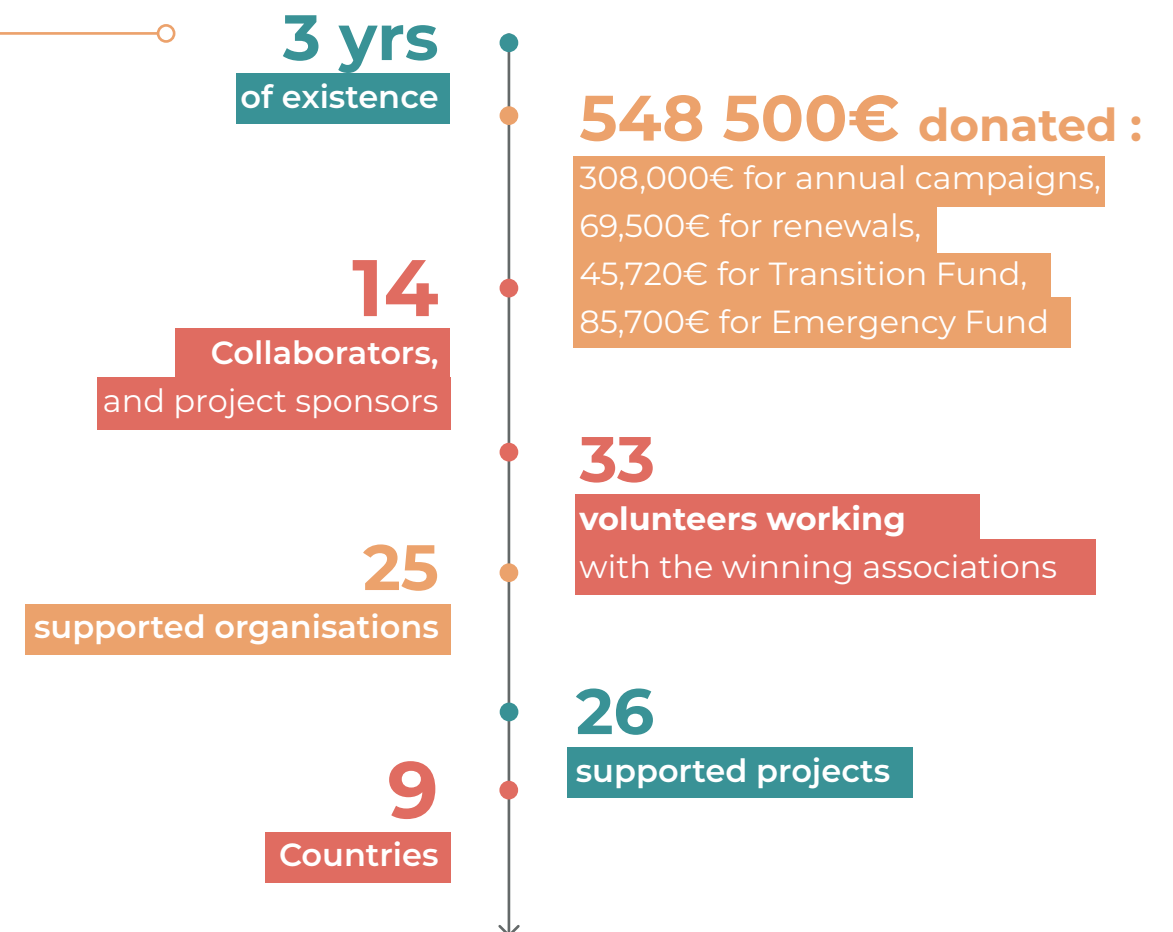 3 yrs
of existence
548 500€ donated :
308,000€ for annual campaigns,
69,500€ for renewals,
45,720€ for Transition Fund,
85,700€ for Emergency Fund
14
Collaborators,
and project sponsors
33
volunteers working
with the winning associations
25
supported organisations
26
supported projects
9
Countries